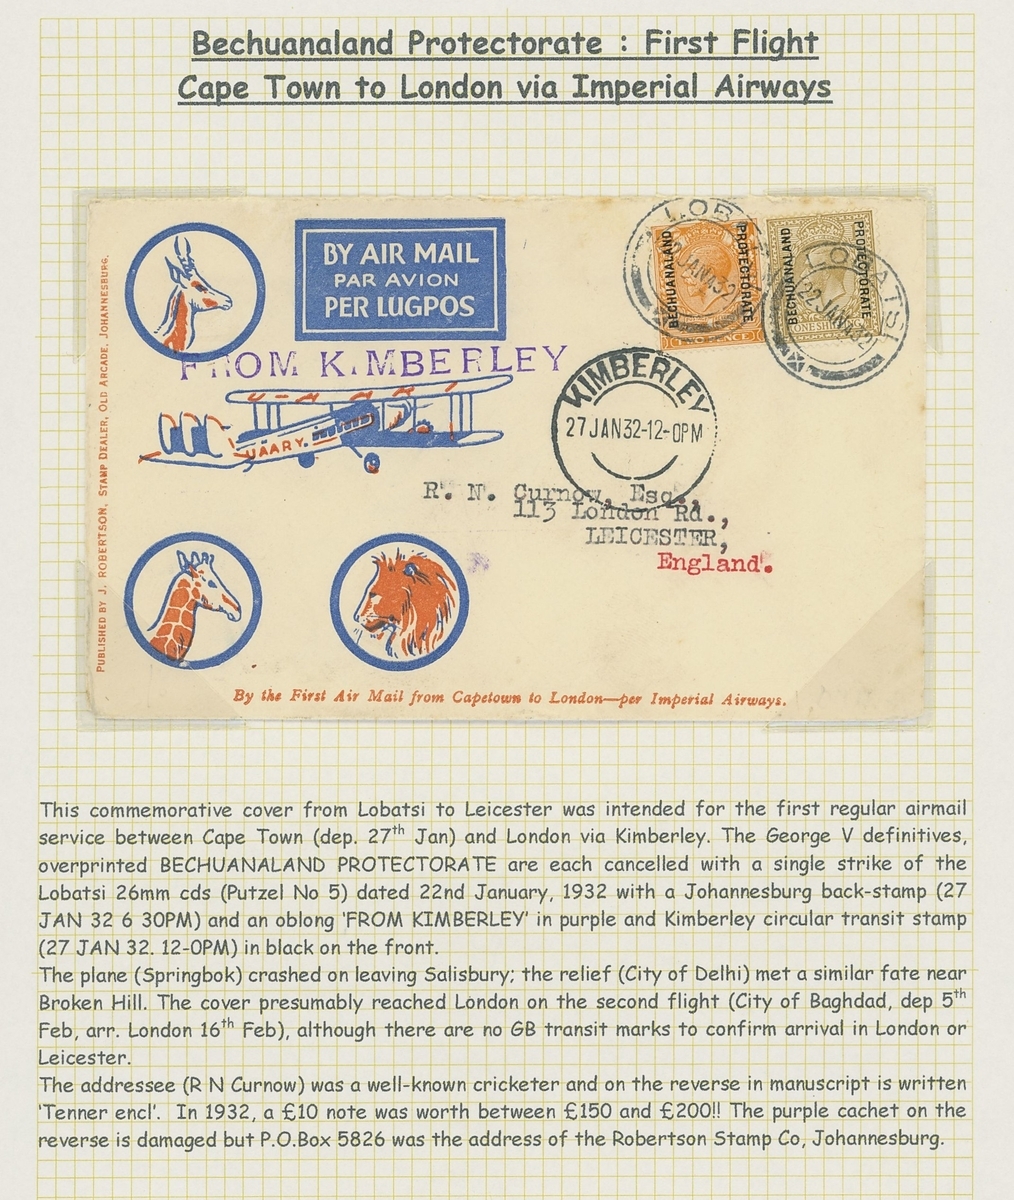 Bechuanaland Protectorate : First Flight
Cape Town to London via Imperial Airways
PUBLISHED BY J. ROBERTSON, STAMP DEALER, OLD ARCADE, JOHANNESBURG.
BY AIR MAIL
PAR AVION
PER LUGPOS
BECHUANALAND
PROTECTORATE
BECHUANALAND
PROTECTORATE
LOBATSI
22 JAN 32
FROM KIMBERLEY
KIMBERLEY
27 JAN 32-12-0PM
UAARY.
R. N. Curnow, Esq.,
113 London Rd.,
LEICESTER,
England.
By the First Air Mail from Capetown to London—per Imperial Airways.
This commemorative cover from Lobatsi to Leicester was intended for the first regular airmail
service between Cape Town (dep. 27th Jan) and London via Kimberley. The George V definitives,
overprinted BECHUANALAND PROTECTORATE are each cancelled with a single strike of the
Lobatsi 26mm cds (Putzel No 5) dated 22nd January, 1932 with a Johannesburg back-stamp (27
JAN 32 6 30PM) and an oblong ‘FROM KIMBERLEY’ in purple and Kimberley circular transit stamp
(27 JAN 32. 12-0PM) in black on the front.
The plane (Springbok) crashed on leaving Salisbury; the relief (City of Delhi) met a similar fate near
Broken Hill. The cover presumably reached London on the second flight (City of Baghdad, dep 5th
Feb, arr. London 16th Feb), although there are no GB transit marks to confirm arrival in London or
Leicester.
The addressee (R N Curnow) was a well-known cricketer and on the reverse in manuscript is written
‘Tenner encl’. In 1932, a £10 note was worth between £150 and £200!! The purple cachet on the
reverse is damaged but P.O.Box 5826 was the address of the Robertson Stamp Co, Johannesburg.